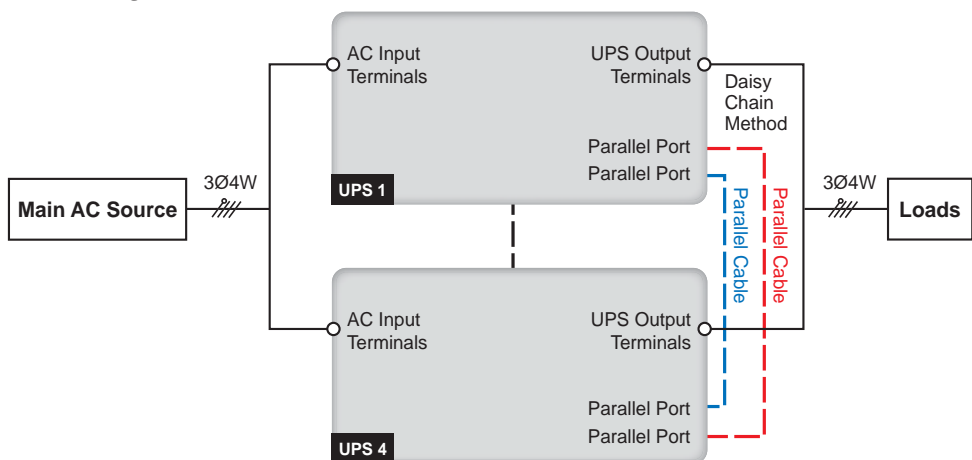 AC Input
Terminals
UPS Output
Terminals
Daisy
Chain
Method
Parallel Port
Parallel Port
UPS 1
Main AC Source
3Ø4W
Parallel Cable
Parallel Cable
3Ø4W
Loads
AC Input
Terminals
UPS Output
Terminals
Parallel Port
Parallel Port
UPS 4